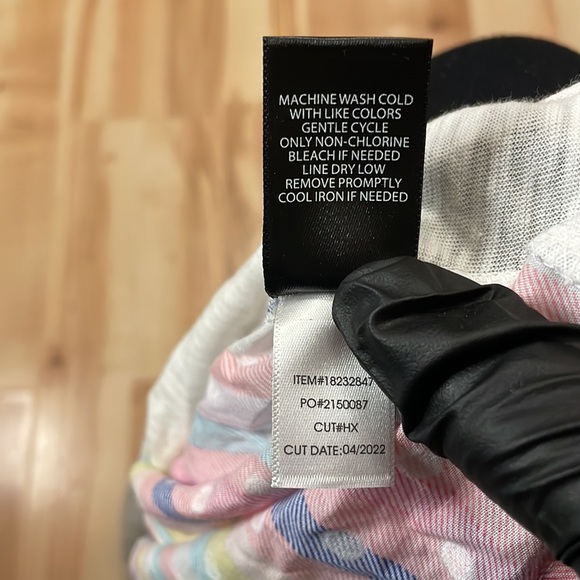 MACHINE WASH COLD
WITH LIKE COLORS
GENTLE CYCLE
ONLY NON-CHLORINE
BLEACH IF NEEDED
LINE DRY LOW
REMOVE PROMPTLY
COOL IRON IF NEEDED
ITEM#18232847
PO#2150087
CUT#HX
CUT DATE:04/2022